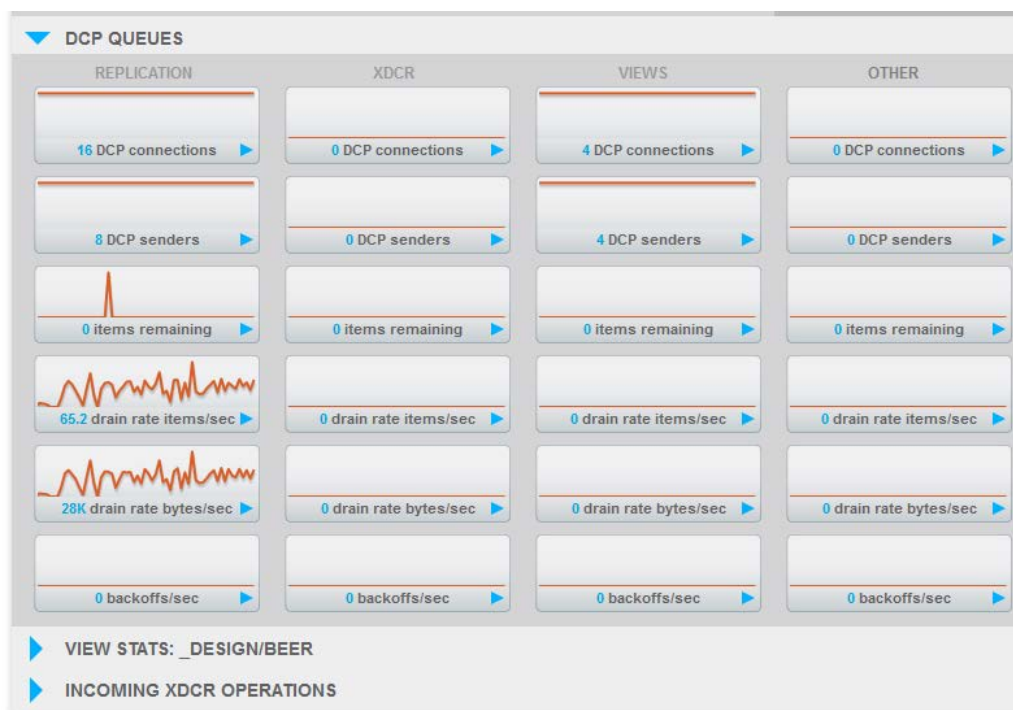 DCP QUEUES
REPLICATION XDCR VIEWS OTHER
16 DCP connections 0 DCP connections 4 DCP connections 0 DCP connections
8 DCP senders 0 DCP senders 4 DCP senders 0 DCP senders
0 items remaining 0 items remaining 0 items remaining 0 items remaining
65.2 drain rate items/sec 0 drain rate items/sec 0 drain rate items/sec 0 drain rate items/sec
28K drain rate bytes/sec 0 drain rate bytes/sec 0 drain rate bytes/sec 0 drain rate bytes/sec
0 backoffs/sec 0 backoffs/sec 0 backoffs/sec 0 backoffs/sec
VIEW STATS: _DESIGN/BEER
INCOMING XDCR OPERATIONS